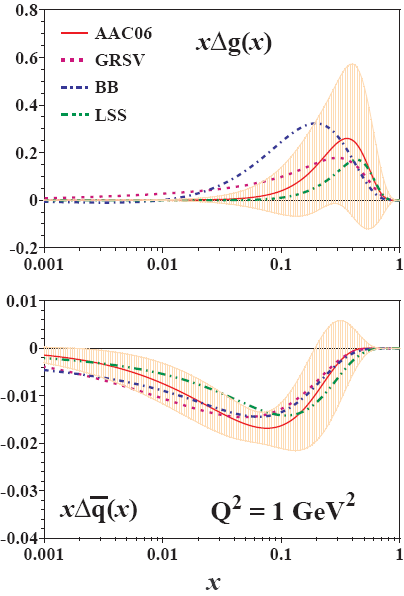 0.8
AAC06
xΔg(x)
GRSV
0.6
BB
LSS
0.4
0.2
0
-0.2
0.001
0.01
0.1
1
0.01
0
-0.01
-0.02
-0.03
xΔq̅(x)
Q² = 1 GeV²
-0.04
0.001
0.01
0.1
1
x